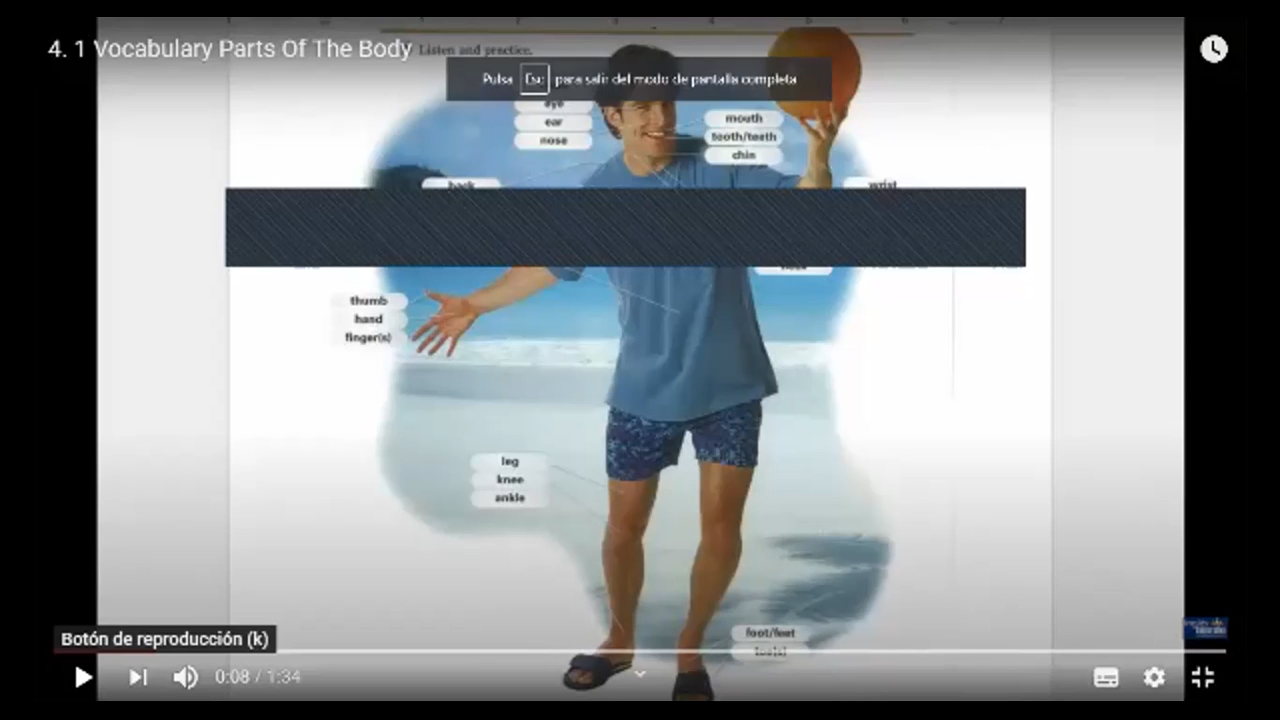 4. 1 Vocabulary Parts Of The Body
Listen and practice.
Pulsa Esc para salir del modo de pantalla completa
eye
ear
nose
mouth
tooth/teeth
chin
back
wrist
neck
thumb
hand
finger(s)
leg
knee
ankle
foot/feet
toe(s)
Botón de reproducción (k)
0:08 / 1:34